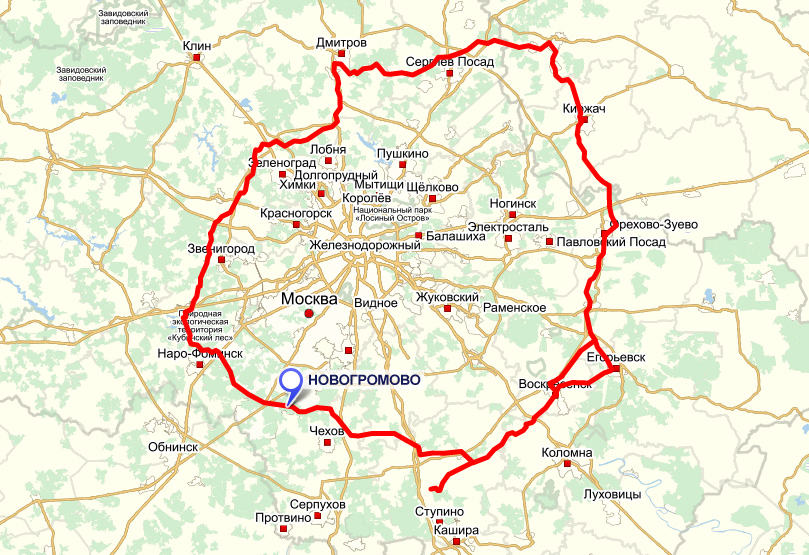 Завидовский
заповедник
Клин
Дмитров
Завидовский
заповедник
Сергиев Посад
Киржач
Лобня
Пушкино
Зеленоград
Долгопрудный
Химки
Мытищи
Щёлково
Королёв
Ногинск
Красногорск
Национальный парк
«Лосиный Остров»
Электросталь
Орехово-Зуево
Балашиха
Павловский Посад
Звенигород
Железнодорожный
Москва
Видное
Жуковский
Раменское
Природная
экологическая
территория
«Кубинский лес»
Наро-Фоминск
Егорьевск
НОВОГРОМОВО
Воскресенск
Чехов
Обнинск
Коломна
Луховицы
Серпухов
Протвино
Ступино
Кашира